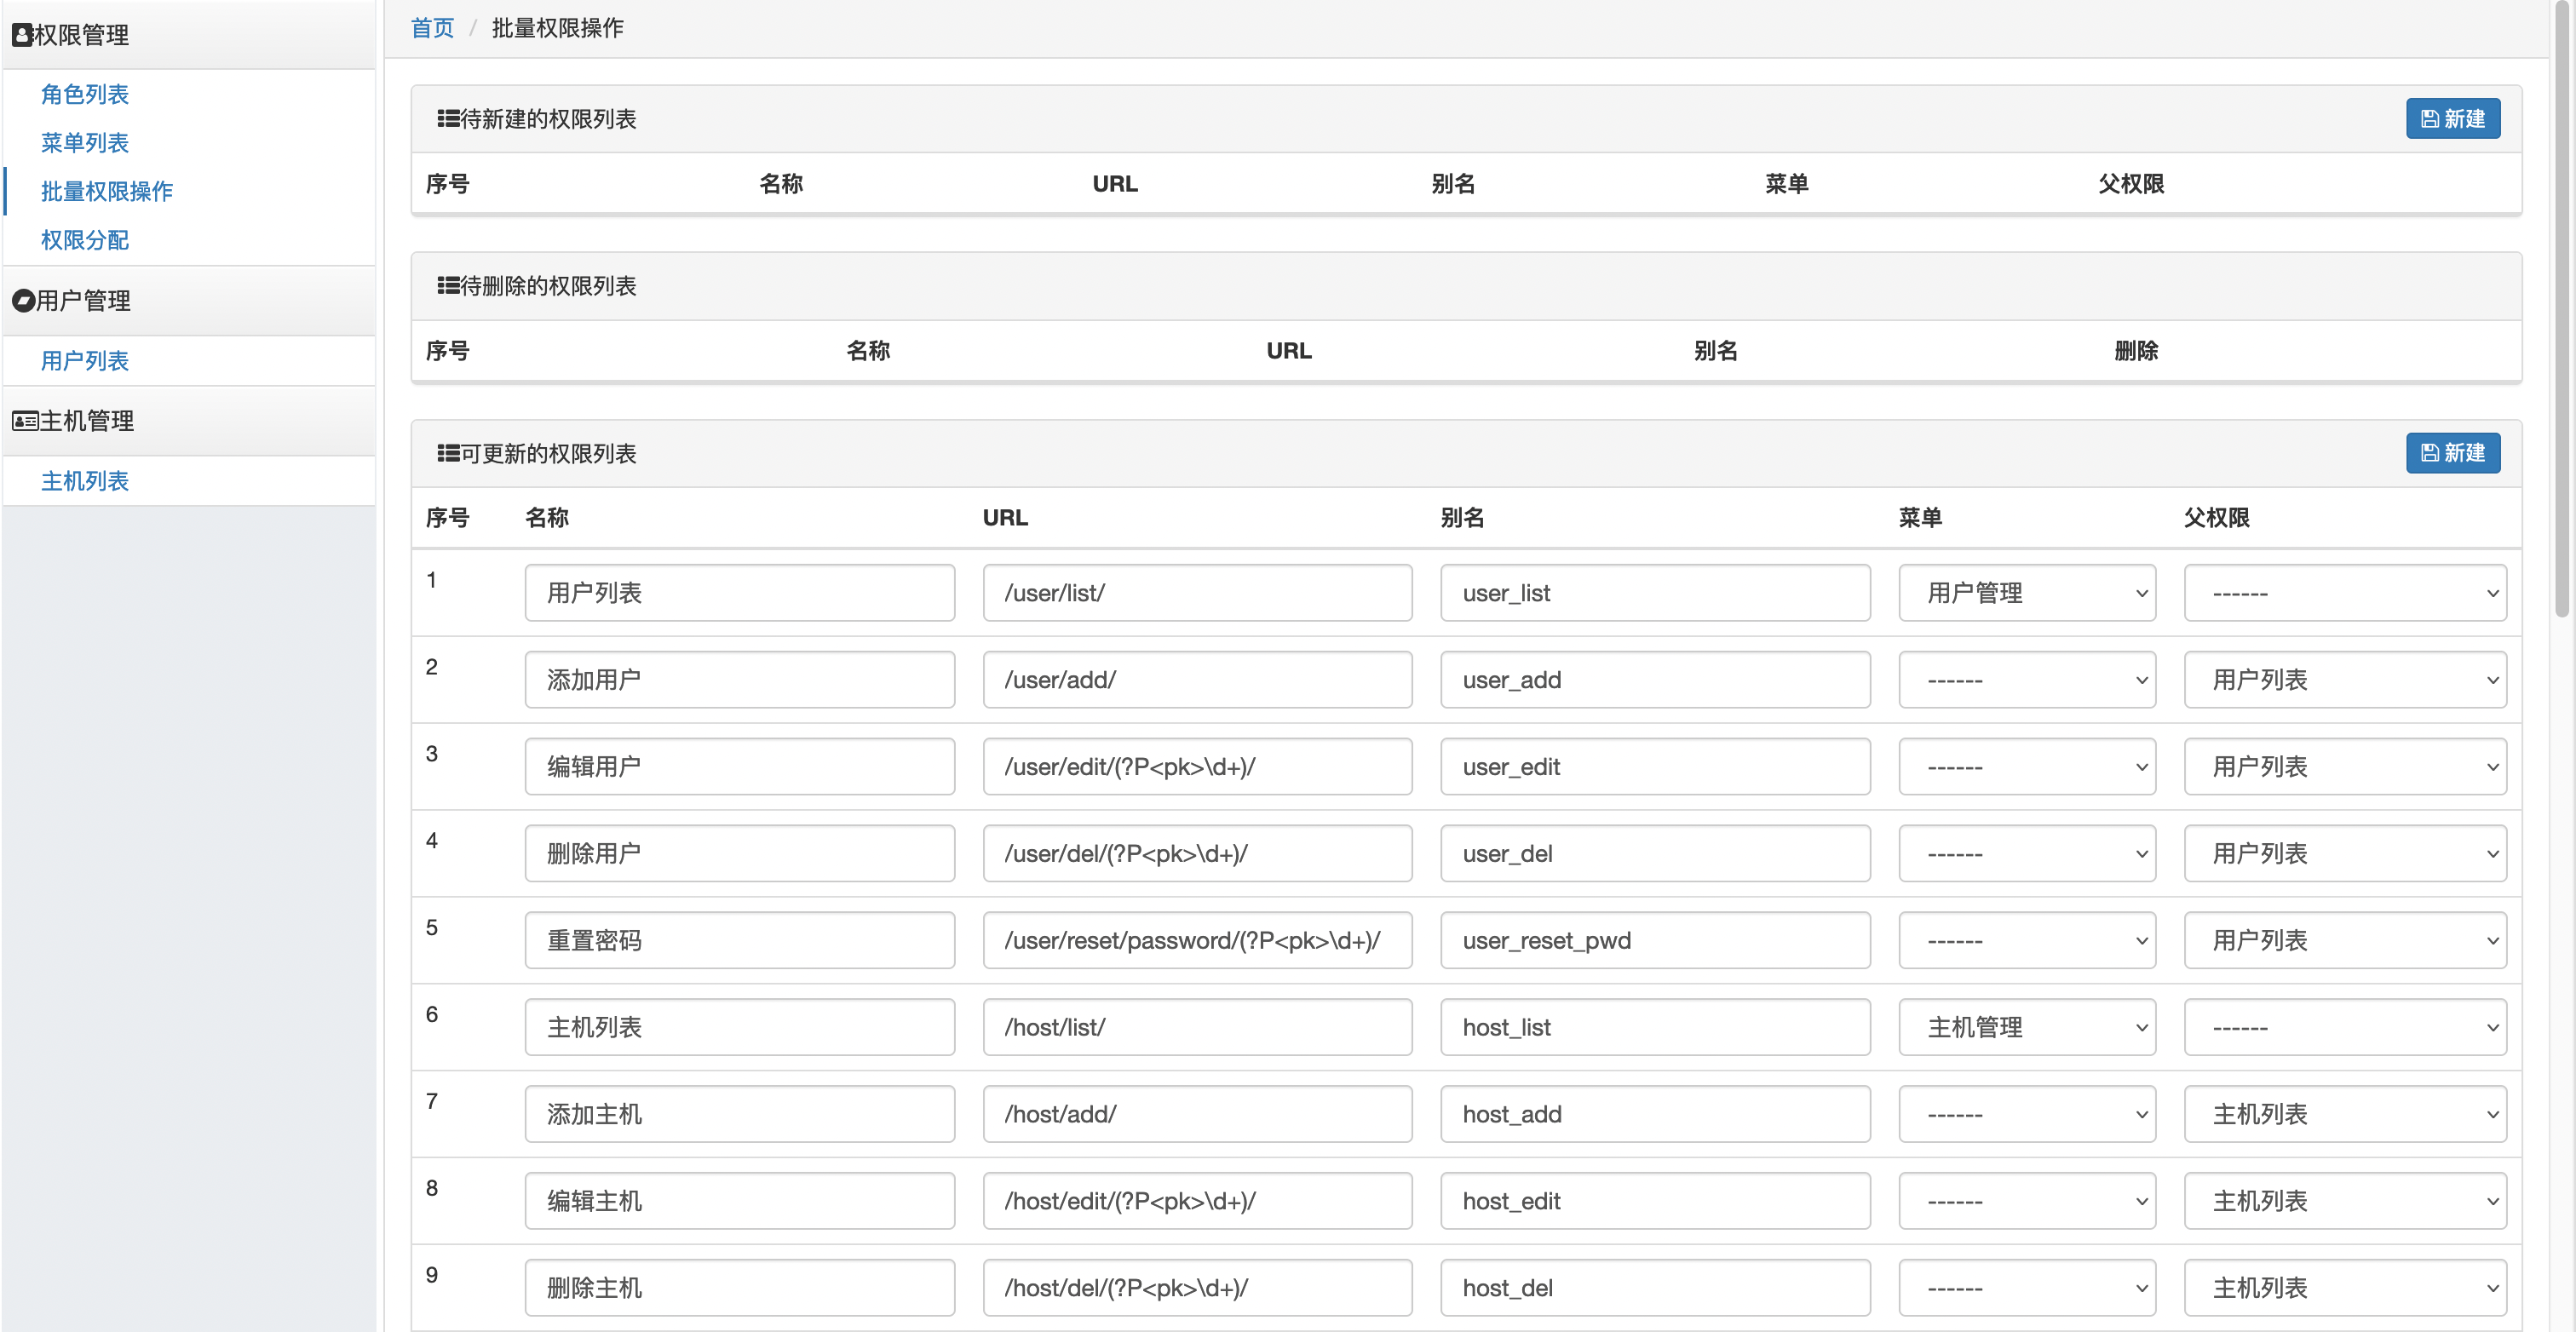 权限管理
角色列表
菜单列表
批量权限操作
权限分配
用户管理
用户列表
主机管理
主机列表
首页 / 批量权限操作
待新建的权限列表 新建
序号 名称 URL 别名 菜单 父权限
待删除的权限列表
序号 名称 URL 别名 删除
可更新的权限列表 新建
序号 名称 URL 别名 菜单 父权限
1 用户列表 /user/list/ user_list 用户管理 ------
2 添加用户 /user/add/ user_add ------ 用户列表
3 编辑用户 /user/edit/(?P<pk>\d+)/ user_edit ------ 用户列表
4 删除用户 /user/del/(?P<pk>\d+)/ user_del ------ 用户列表
5 重置密码 /user/reset/password/(?P<pk>\d+)/ user_reset_pwd ------ 用户列表
6 主机列表 /host/list/ host_list 主机管理 ------
7 添加主机 /host/add/ host_add ------ 主机列表
8 编辑主机 /host/edit/(?P<pk>\d+)/ host_edit ------ 主机列表
9 删除主机 /host/del/(?P<pk>\d+)/ host_del ------ 主机列表